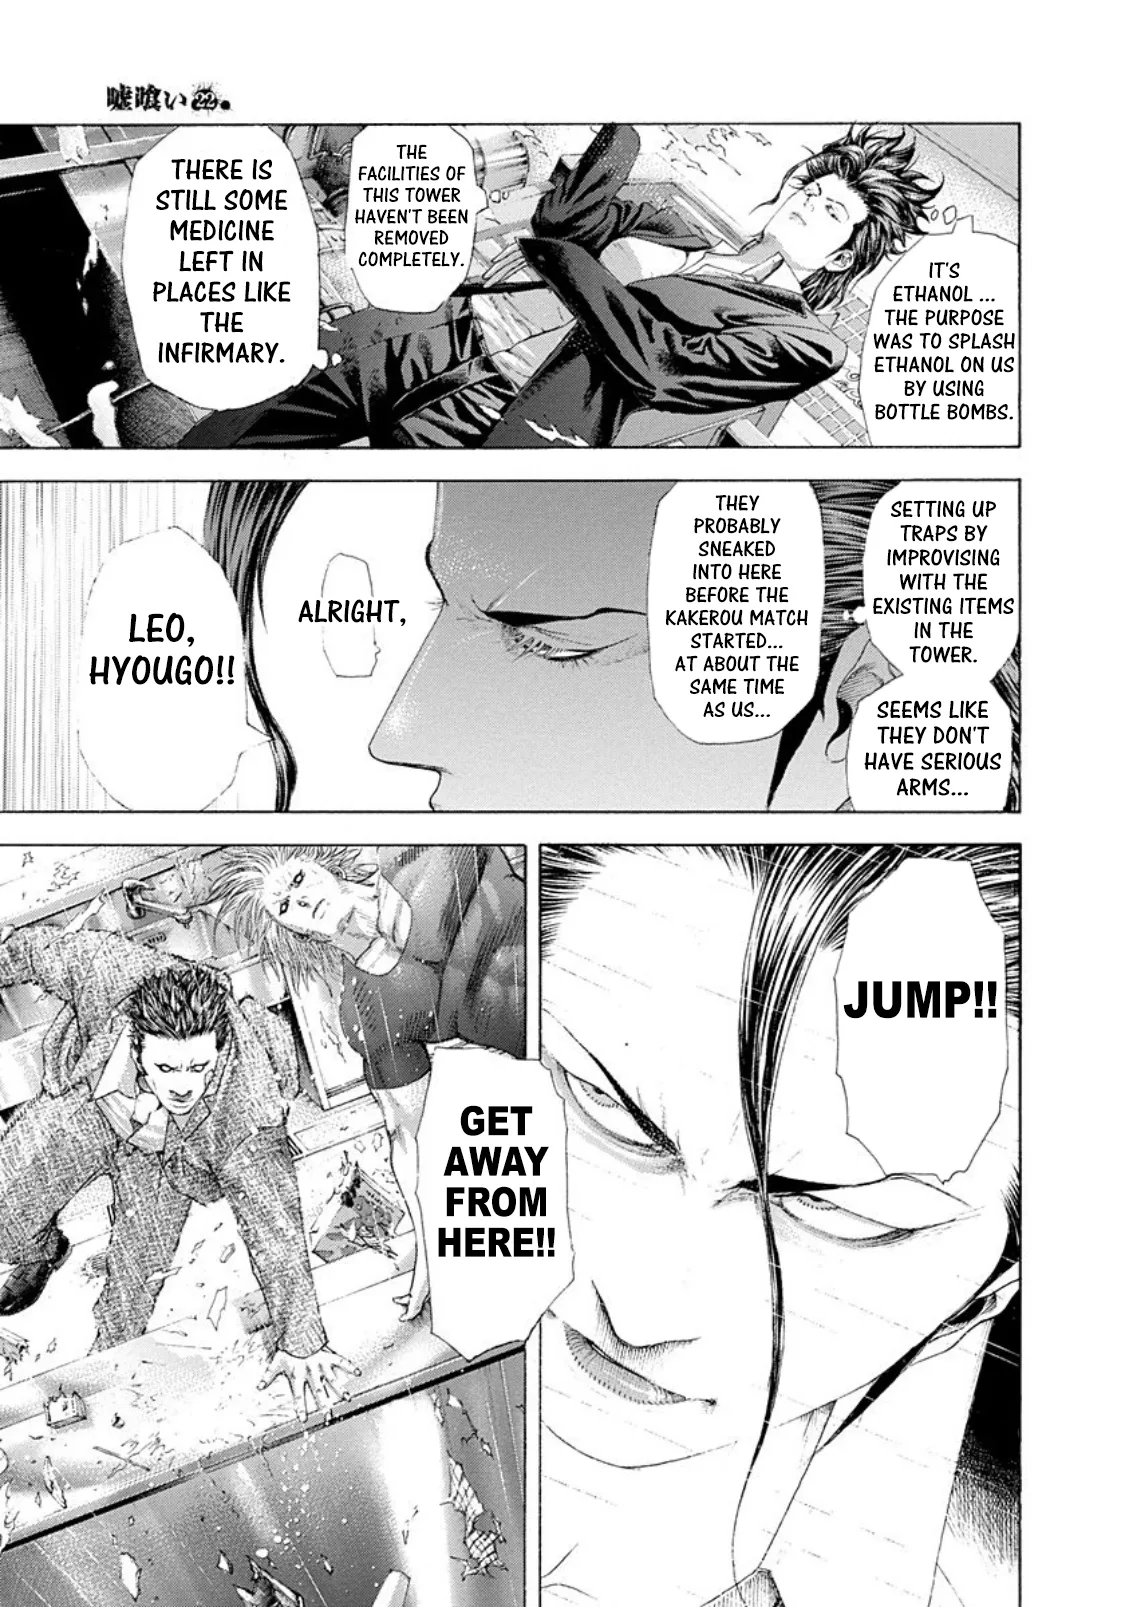 嘘喰い 22.
IT'S
ETHANOL ...
THE PURPOSE
WAS TO SPLASH
ETHANOL ON US
BY USING
BOTTLE BOMBS.
THE
FACILITIES OF
THIS TOWER
HAVEN'T BEEN
REMOVED
COMPLETELY.
THERE IS
STILL SOME
MEDICINE
LEFT IN
PLACES LIKE
THE
INFIRMARY.
SETTING UP
TRAPS BY
IMPROVISING
WITH THE
EXISTING ITEMS
IN THE
TOWER.
SEEMS LIKE
THEY DON'T
HAVE SERIOUS
ARMS...
THEY
PROBABLY
SNEAKED
INTO HERE
BEFORE THE
KAKEROU MATCH
STARTED...
AT ABOUT THE
SAME TIME
AS US...
ALRIGHT,
LEO,
HYOUGO!!
JUMP!!
GET
AWAY
FROM
HERE!!